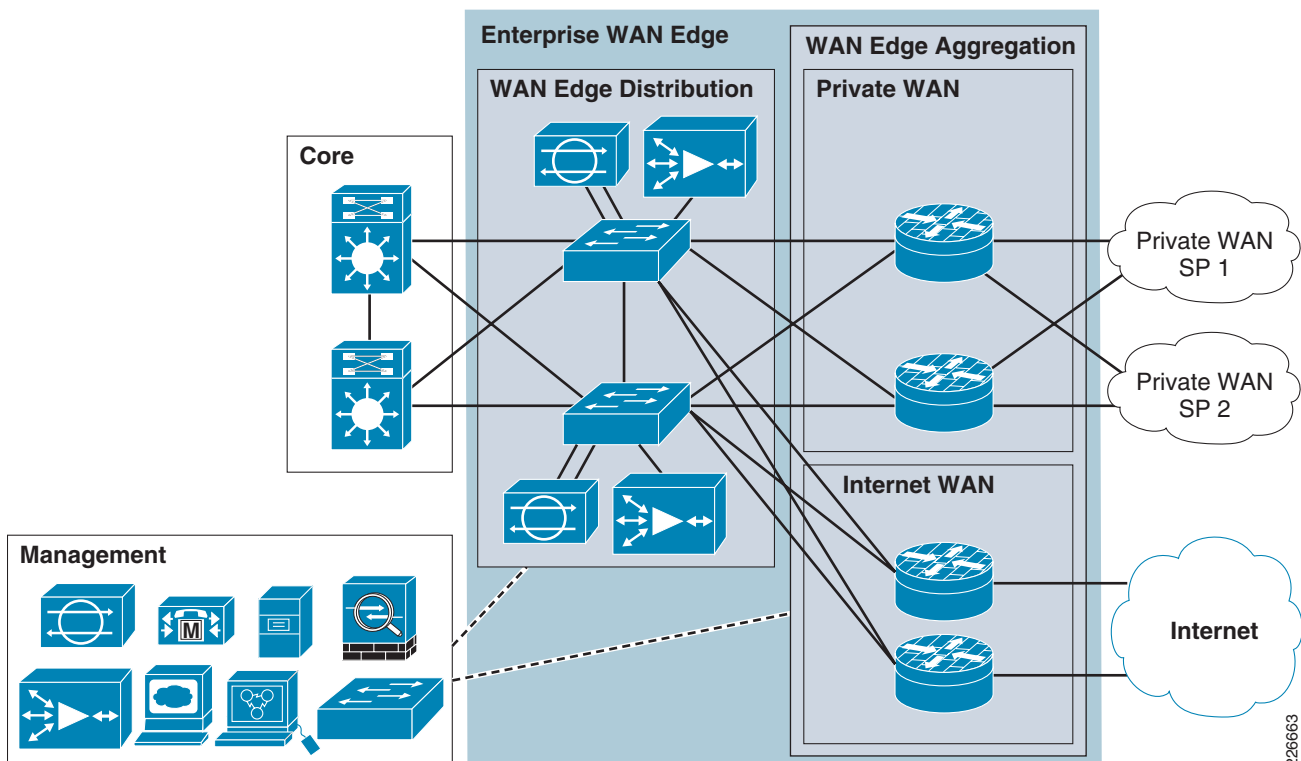 Enterprise WAN Edge
WAN Edge Aggregation
WAN Edge Distribution
Private WAN
Core
Private WAN
SP 1
Private WAN
SP 2
Internet WAN
Management
M
Internet
226663